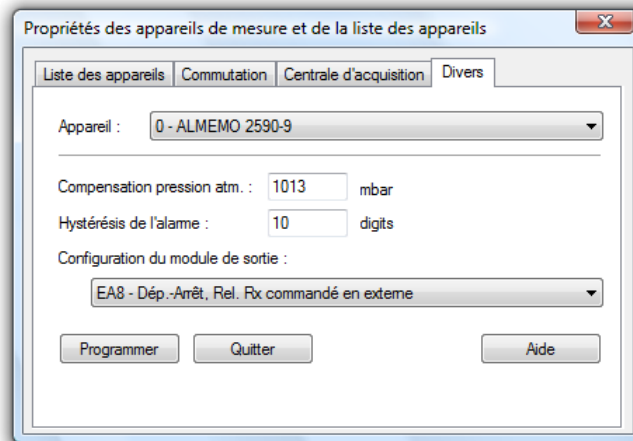 Propriétés des appareils de mesure et de la liste des appareils
Liste des appareils Commutation Centrale d'acquisition Divers
Appareil : 0 - ALMEMO 2590-9
Compensation pression atm. : 1013 mbar
Hystérésis de l'alarme : 10 digits
Configuration du module de sortie :
EA8 - Dép.-Arrêt, Rel. Rx commandé en externe
Programmer Quitter Aide